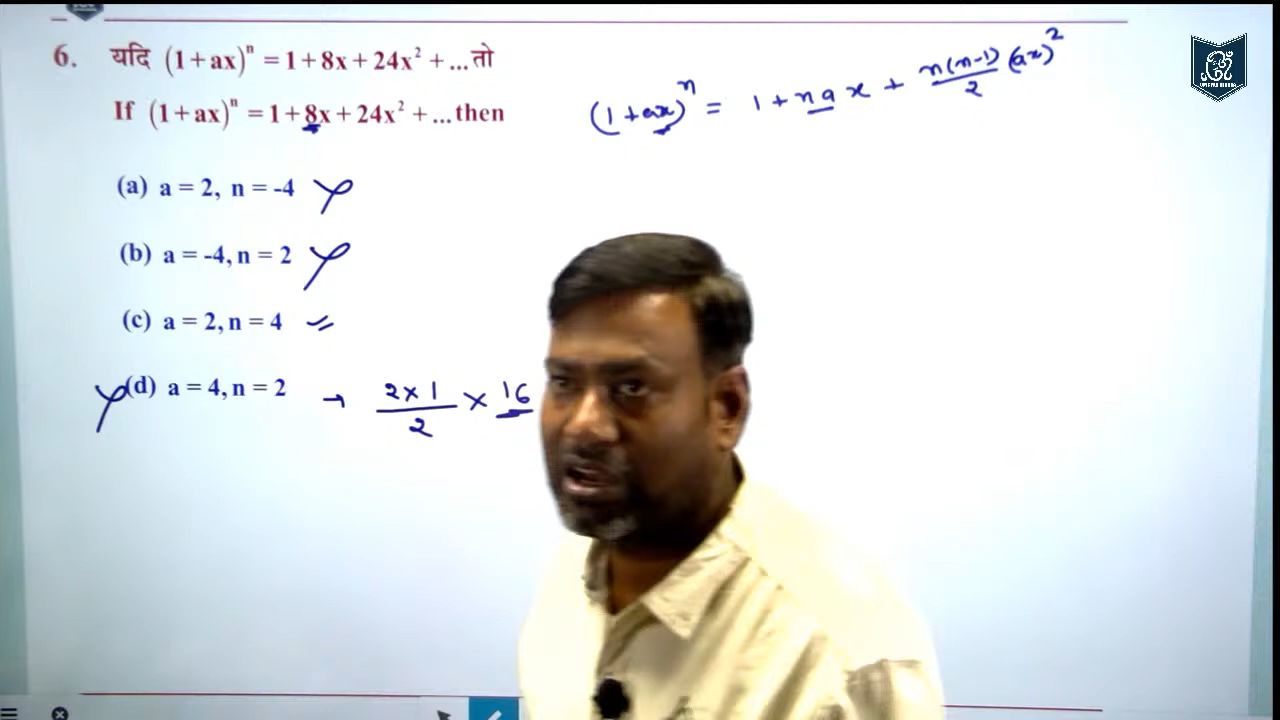 6. यदि (1+ax)ⁿ = 1+8x+24x² + ... तो
If (1+ax)ⁿ = 1+8x+24x² + ... then
(1+ax)ⁿ = 1 + nax + n(n-1)/2 (ax)²
(a) a = 2, n = -4
(b) a = -4, n = 2
(c) a = 2, n = 4
(d) a = 4, n = 2 → 2×1/2 × 16